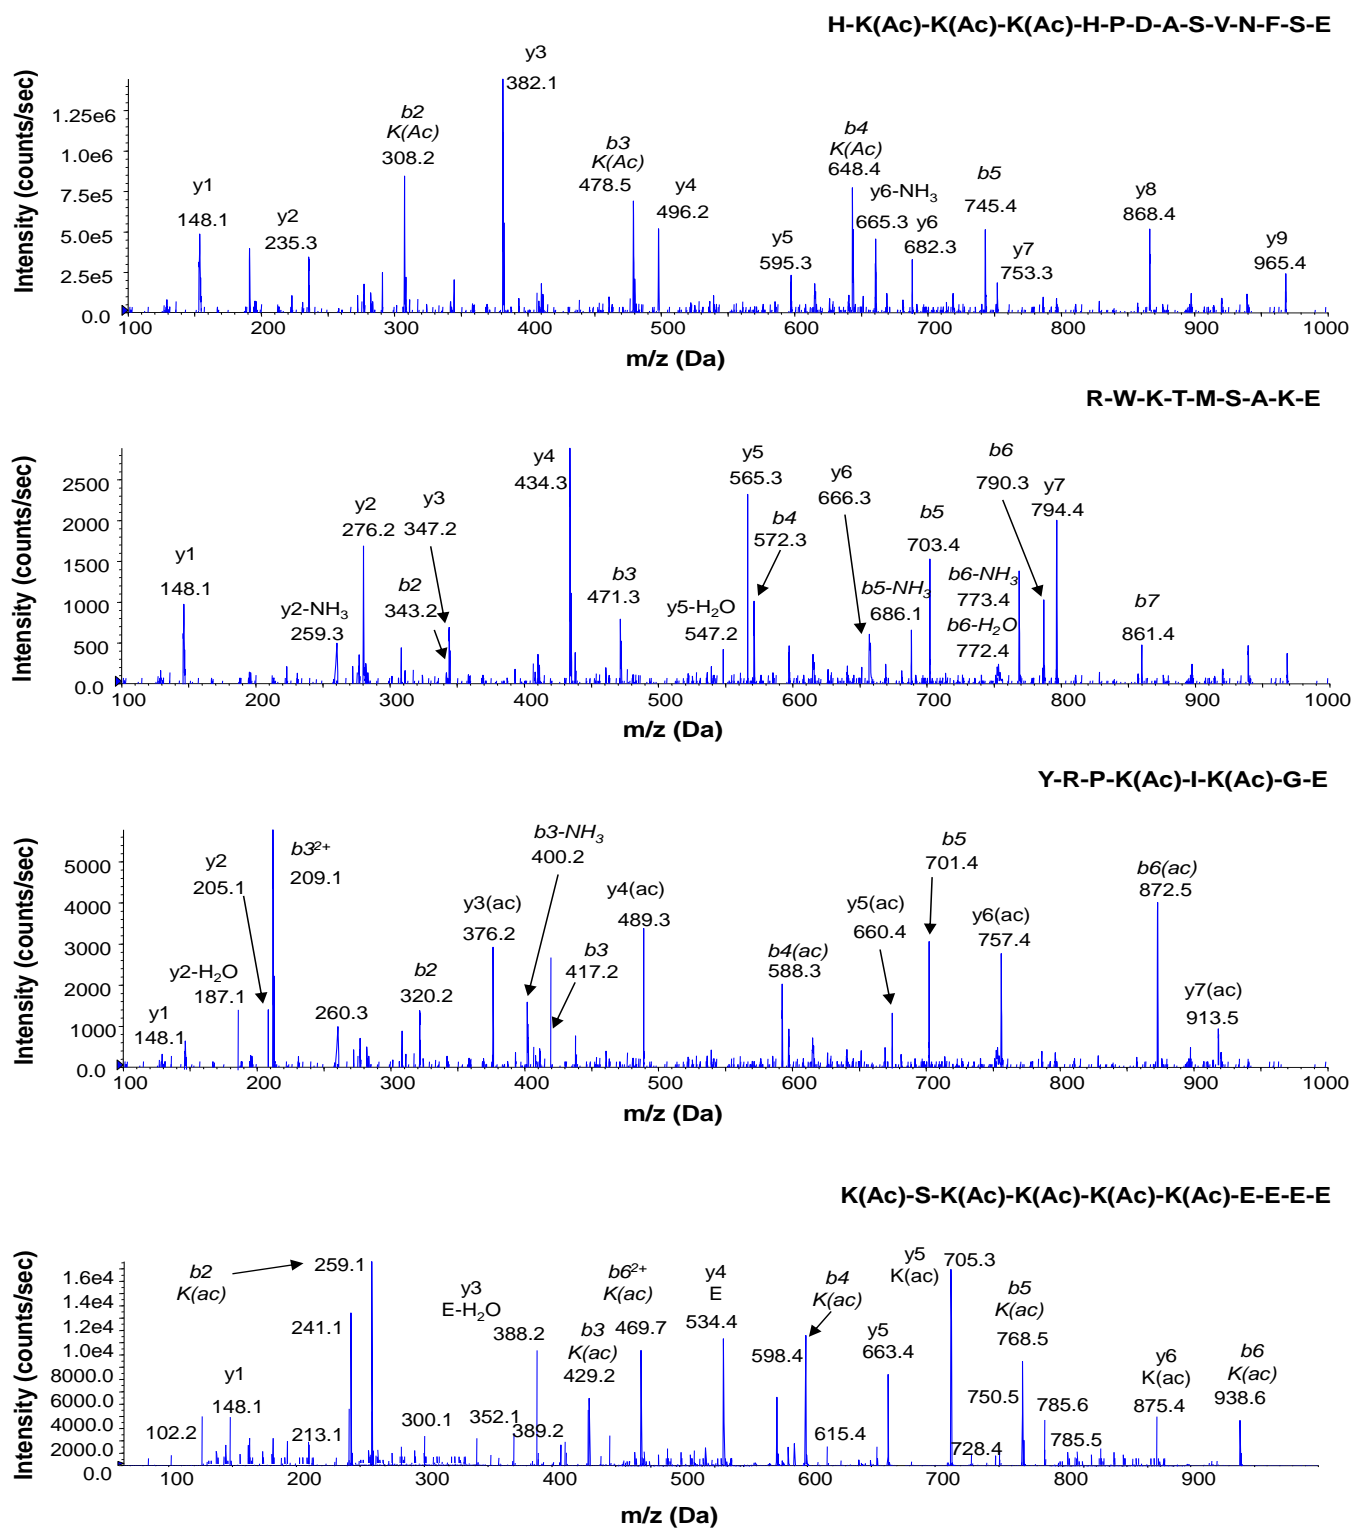 H-K(Ac)-K(Ac)-K(Ac)-H-P-D-A-S-V-N-F-S-E
Intensity (counts/sec)
1.25e6
1.0e6
7.5e5
5.0e5
2.5e5
0.0
y1
148.1
y2
235.3
b2
K(Ac)
308.2
y3
382.1
b3
K(Ac)
478.5
y4
496.2
y5
595.3
b4
K(Ac)
648.4
y6-NH3
665.3
y6
682.3
b5
745.4
y7
753.3
y8
868.4
y9
965.4
100 200 300 400 500 600 700 800 900 1000
m/z (Da)
R-W-K-T-M-S-A-K-E
Intensity (counts/sec)
2500
2000
1500
1000
500
0.0
y1
148.1
y2-NH3
259.3
y2
276.2
b2
343.2
y3
347.2
y4
434.3
b3
471.3
y5-H2O
547.2
y5
565.3
b4
572.3
y6
666.3
b5-NH3
686.1
b5
703.4
b6-NH3
773.4
b6-H2O
772.4
b6
790.3
y7
794.4
b7
861.4
100 200 300 400 500 600 700 800 900 1000
m/z (Da)
Y-R-P-K(Ac)-I-K(Ac)-G-E
Intensity (counts/sec)
5000
4000
3000
2000
1000
0.0
y1
148.1
y2-H2O
187.1
y2
205.1
b3²⁺
209.1
260.3
b2
320.2
y3(ac)
376.2
b3-NH3
400.2
b3
417.2
y4(ac)
489.3
b4(ac)
588.3
y5(ac)
660.4
b5
701.4
y6(ac)
757.4
b6(ac)
872.5
y7(ac)
913.5
100 200 300 400 500 600 700 800 900 1000
m/z (Da)
K(Ac)-S-K(Ac)-K(Ac)-K(Ac)-K(Ac)-E-E-E-E
Intensity (counts/sec)
1.6e4
1.4e4
1.2e4
1.0e4
8000.0
6000.0
4000.0
2000.0
0.0
102.2
y1
148.1
213.1
241.1
b2
K(ac)
259.1
300.1
352.1
y3
E-H2O
388.2
389.2
b3
K(ac)
429.2
b6²⁺
K(ac)
469.7
y4
E
534.4
598.4
b4
K(ac)
615.4
y5
663.4
y5
K(ac)
705.3
728.4
750.5
b5
K(ac)
768.5
785.6
785.5
y6
K(ac)
875.4
b6
K(ac)
938.6
100 200 300 400 500 600 700 800 900
m/z (Da)